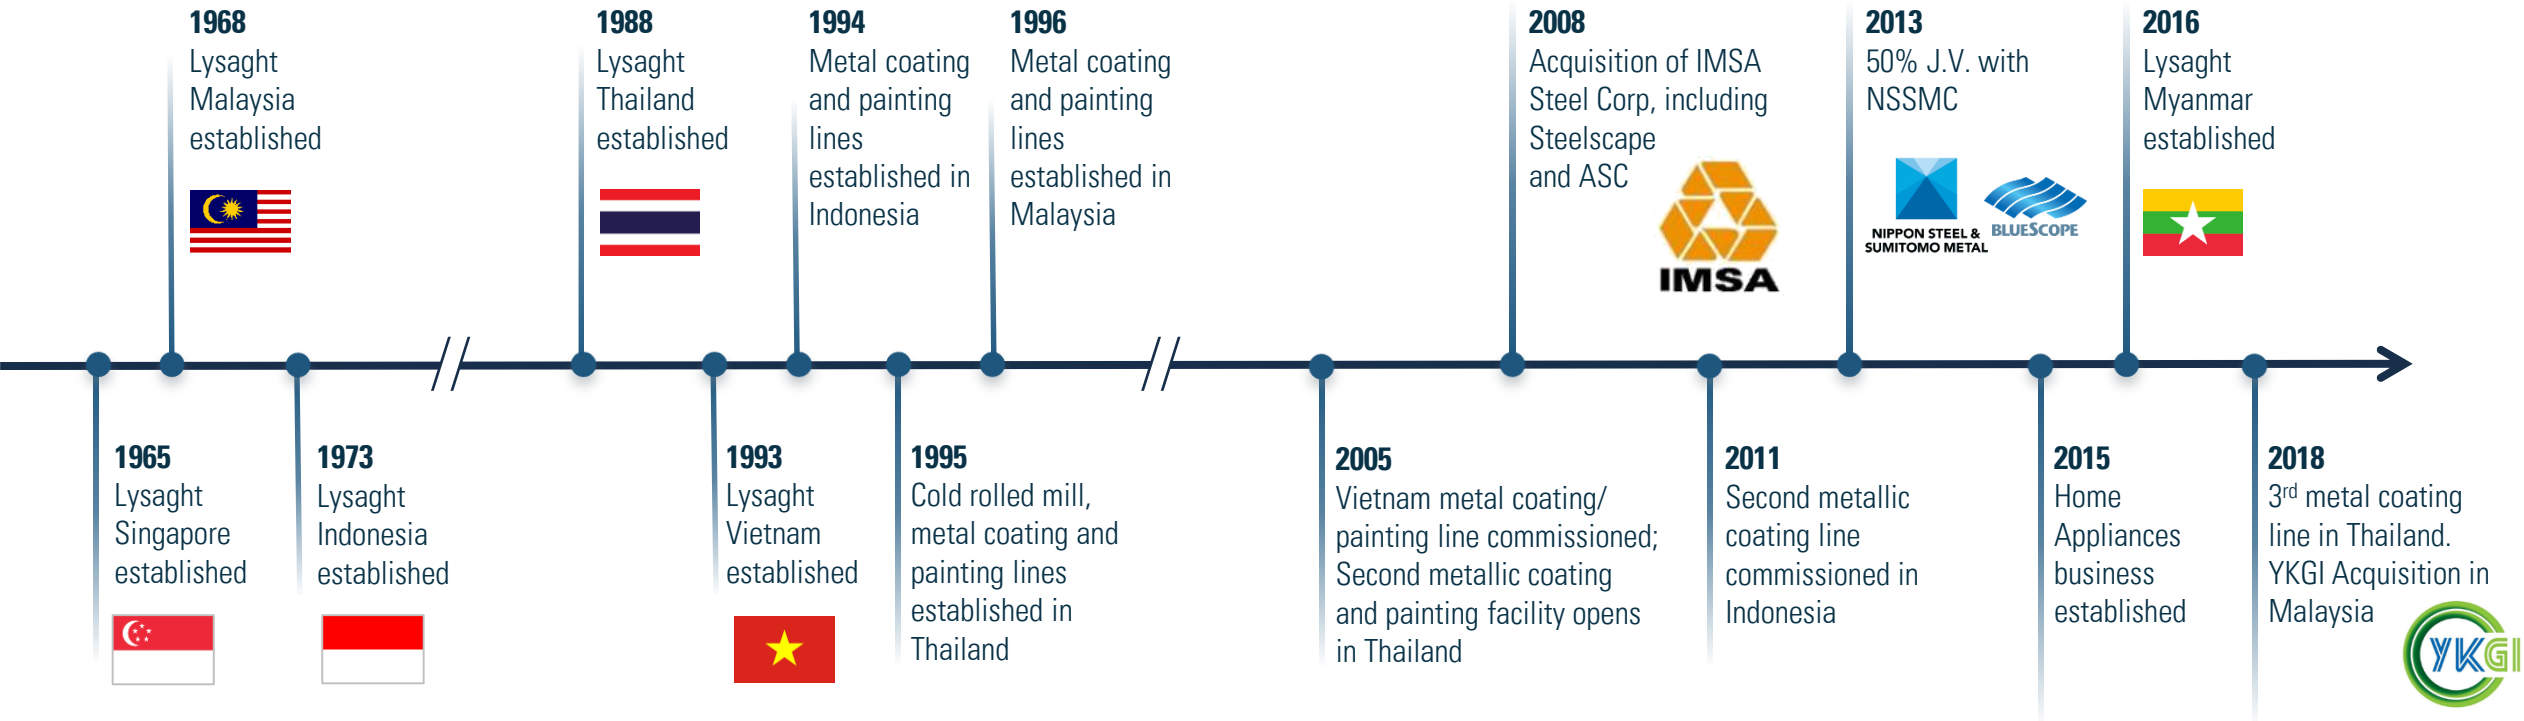 1968
Lysaght
Malaysia
established
1988
Lysaght
Thailand
established
1994
Metal coating
and painting
lines
established in
Indonesia
1996
Metal coating
and painting
lines
established in
Malaysia
2008
Acquisition of IMSA
Steel Corp, including
Steelscape
and ASC
IMSA
2013
50% J.V. with
NSSMC
NIPPON STEEL &
SUMITOMO METAL
BLUESCOPE
2016
Lysaght
Myanmar
established
1965
Lysaght
Singapore
established
1973
Lysaght
Indonesia
established
1993
Lysaght
Vietnam
established
1995
Cold rolled mill,
metal coating and
painting lines
established in
Thailand
2005
Vietnam metal coating/
painting line commissioned;
Second metallic coating
and painting facility opens
in Thailand
2011
Second metallic
coating line
commissioned in
Indonesia
2015
Home
Appliances
business
established
2018
3rd metal coating
line in Thailand.
YKGI Acquisition in
Malaysia
YKGI